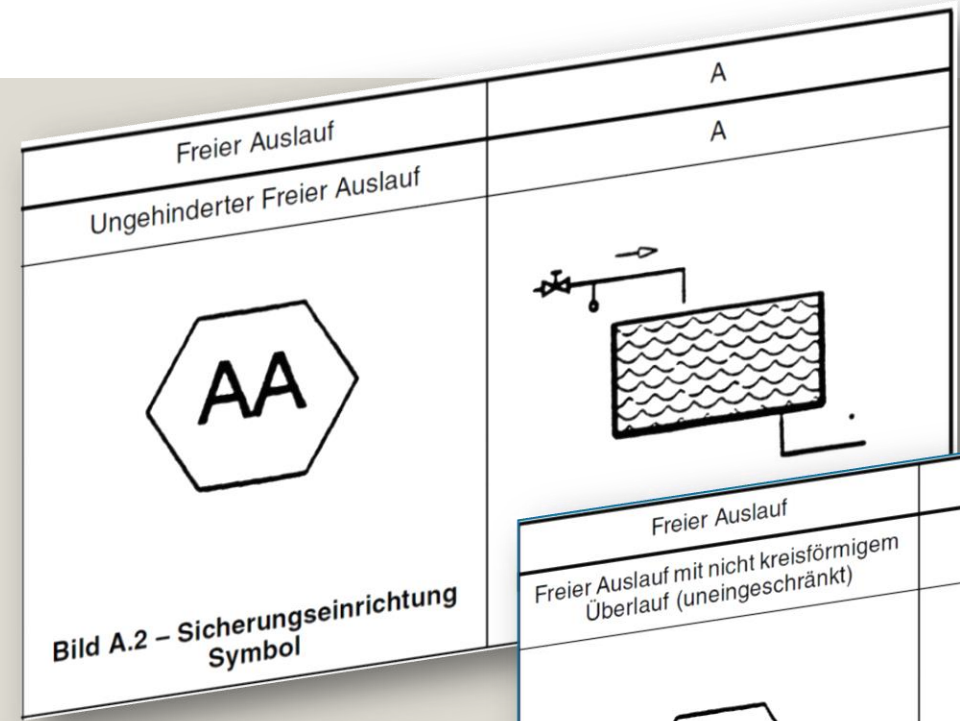 Freier Auslauf
A
Ungehinderter Freier Auslauf
A
AA
Bild A.2 – Sicherungseinrichtung
Symbol
Freier Auslauf
Freier Auslauf mit nicht kreisförmigem
Überlauf (uneingeschränkt)